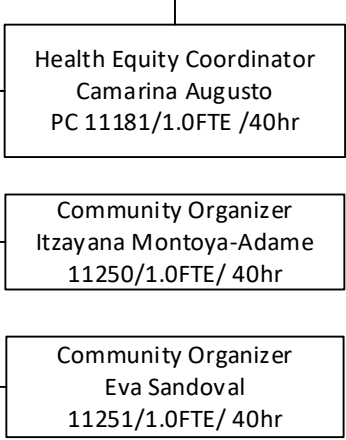 Health Equity Coordinator
Camarina Augusto
PC 11181/1.0FTE /40hr
Community Organizer
Itzayana Montoya-Adame
11250/1.0FTE/ 40hr
Community Organizer
Eva Sandoval
11251/1.0FTE/ 40hr